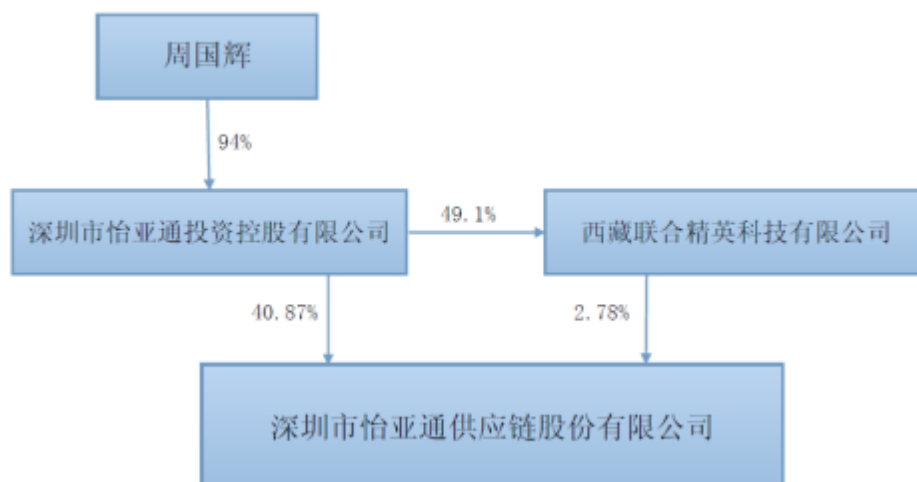 周国辉
94%
深圳市怡亚通投资控股有限公司
49.1%
西藏联合精英科技有限公司
40.87%
2.78%
深圳市怡亚通供应链股份有限公司